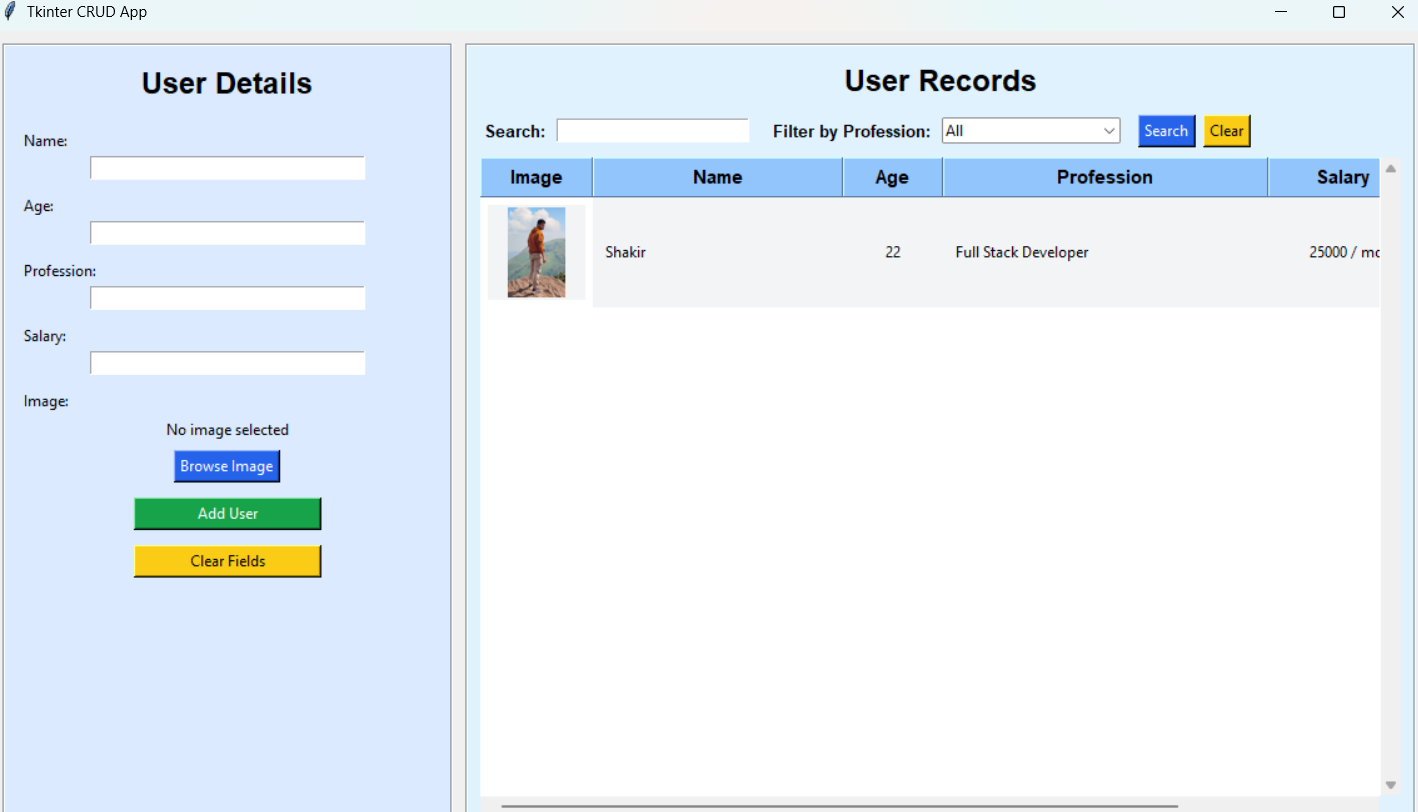 Tkinter CRUD App
User Details
Name:
Age:
Profession:
Salary:
Image:
No image selected
Browse Image
Add User
Clear Fields
User Records
Search: Filter by Profession: All Search Clear
Image Name Age Profession Salary
Shakir 22 Full Stack Developer 25000 /